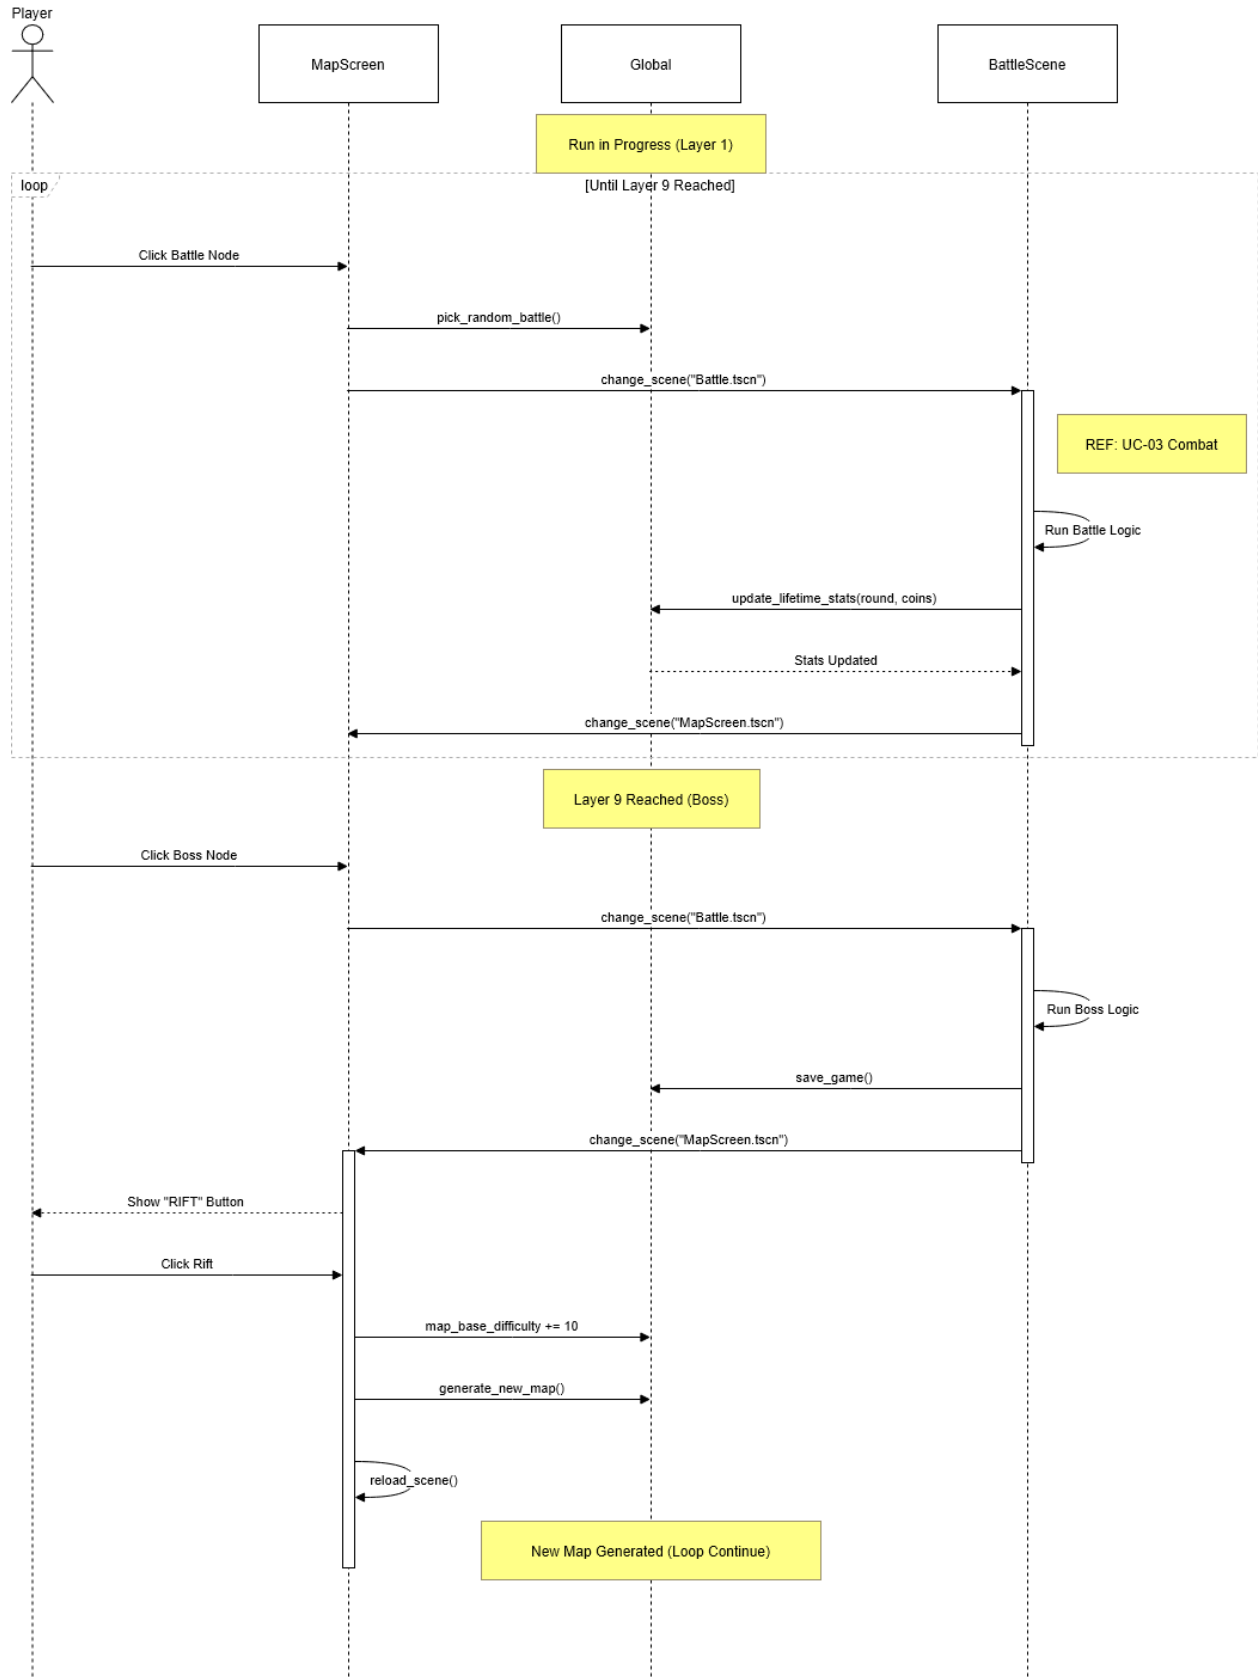 Player
MapScreen
Global
BattleScene
Run in Progress (Layer 1)
loop
[Until Layer 9 Reached]
Click Battle Node
pick_random_battle()
change_scene("Battle.tscn")
REF: UC-03 Combat
Run Battle Logic
update_lifetime_stats(round, coins)
Stats Updated
change_scene("MapScreen.tscn")
Layer 9 Reached (Boss)
Click Boss Node
change_scene("Battle.tscn")
Run Boss Logic
save_game()
change_scene("MapScreen.tscn")
Show "RIFT" Button
Click Rift
map_base_difficulty += 10
generate_new_map()
reload_scene()
New Map Generated (Loop Continue)